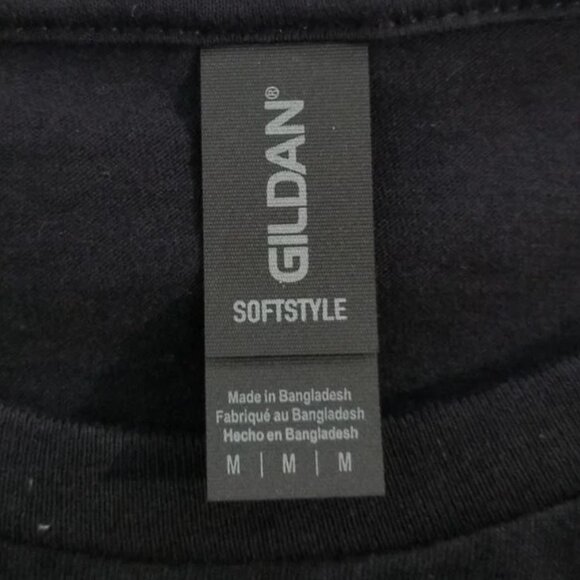 GILDAN®
SOFTSTYLE
Made in Bangladesh
Fabriqué au Bangladesh
Hecho en Bangladesh
M | M | M